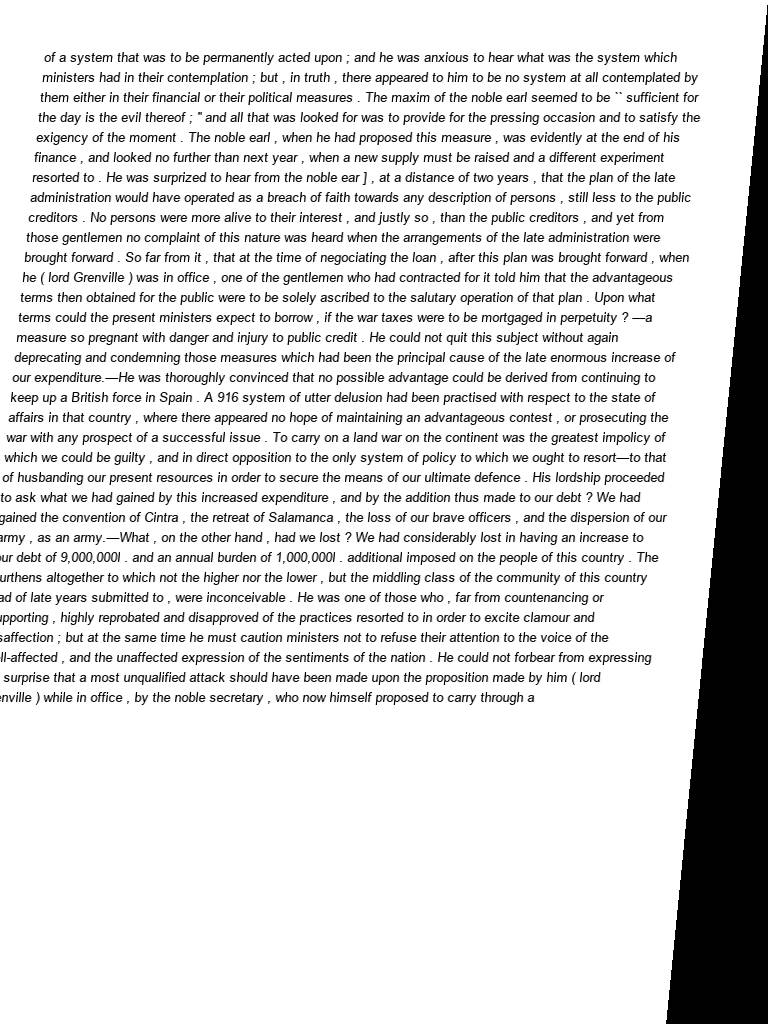 of a system that was to be permanently acted upon ; and he was anxious to hear what was the system which
ministers had in their contemplation ; but , in truth , there appeared to him to be no system at all contemplated by
them either in their financial or their political measures . The maxim of the noble earl seemed to be `` sufficient for
the day is the evil thereof ; " and all that was looked for was to provide for the pressing occasion and to satisfy the
exigency of the moment . The noble earl , when he had proposed this measure , was evidently at the end of his
finance , and looked no further than next year , when a new supply must be raised and a different experiment
resorted to . He was surprized to hear from the noble ear ] , at a distance of two years , that the plan of the late
administration would have operated as a breach of faith towards any description of persons , still less to the public
creditors . No persons were more alive to their interest , and justly so , than the public creditors , and yet from
those gentlemen no complaint of this nature was heard when the arrangements of the late administration were
brought forward . So far from it , that at the time of negociating the loan , after this plan was brought forward , when
he ( lord Grenville ) was in office , one of the gentlemen who had contracted for it told him that the advantageous
terms then obtained for the public were to be solely ascribed to the salutary operation of that plan . Upon what
terms could the present ministers expect to borrow , if the war taxes were to be mortgaged in perpetuity ? —a
measure so pregnant with danger and injury to public credit . He could not quit this subject without again
deprecating and condemning those measures which had been the principal cause of the late enormous increase of
our expenditure.—He was thoroughly convinced that no possible advantage could be derived from continuing to
keep up a British force in Spain . A 916 system of utter delusion had been practised with respect to the state of
affairs in that country , where there appeared no hope of maintaining an advantageous contest , or prosecuting the
war with any prospect of a successful issue . To carry on a land war on the continent was the greatest impolicy of
which we could be guilty , and in direct opposition to the only system of policy to which we ought to resort—to that
of husbanding our present resources in order to secure the means of our ultimate defence . His lordship proceeded
to ask what we had gained by this increased expenditure , and by the addition thus made to our debt ? We had
gained the convention of Cintra , the retreat of Salamanca , the loss of our brave officers , and the dispersion of our
army , as an army.—What , on the other hand , had we lost ? We had considerably lost in having an increase to
our debt of 9,000,000l . and an annual burden of 1,000,000l . additional imposed on the people of this country . The
urthens altogether to which not the higher nor the lower , but the middling class of the community of this country
ad of late years submitted to , were inconceivable . He was one of those who , far from countenancing or
upporting , highly reprobated and disapproved of the practices resorted to in order to excite clamour and
saffection ; but at the same time he must caution ministers not to refuse their attention to the voice of the
ll-affected , and the unaffected expression of the sentiments of the nation . He could not forbear from expressing
surprise that a most unqualified attack should have been made upon the proposition made by him ( lord
enville ) while in office , by the noble secretary , who now himself proposed to carry through a